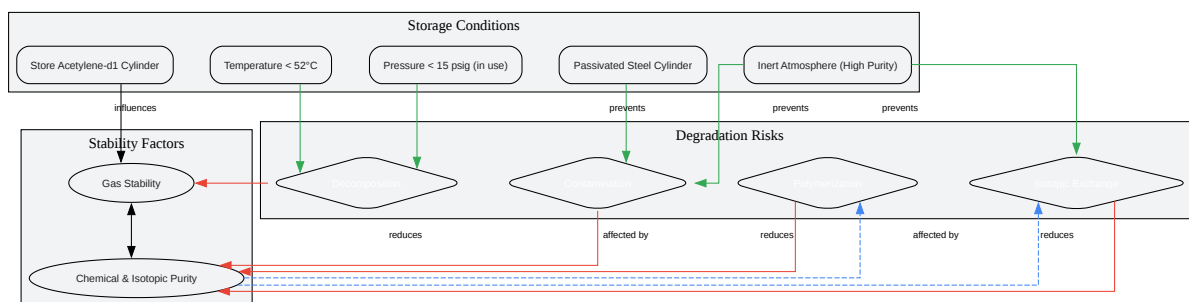 Storage Conditions
Store Acetylene-d1 Cylinder
Temperature < 52°C
Pressure < 15 psig (in use)
Passivated Steel Cylinder
Inert Atmosphere (High Purity)
influences
prevents
prevents
prevents
Stability Factors
Degradation Risks
Gas Stability
Decomposition
Contamination
Polymerization
Isotopic Exchange
reduces
affected by
reduces
affected by
reduces
Chemical & Isotopic Purity